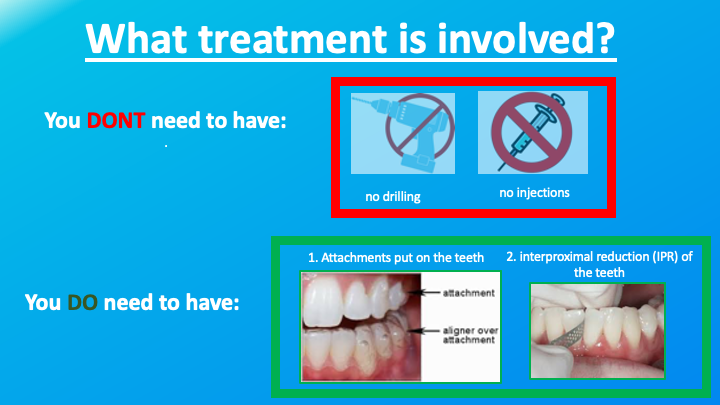 What treatment is involved?
You DONT need to have:
no drilling
no injections
You DO need to have:
1. Attachments put on the teeth
attachment
aligner over
attachment
2. interproximal reduction (IPR) of
the teeth